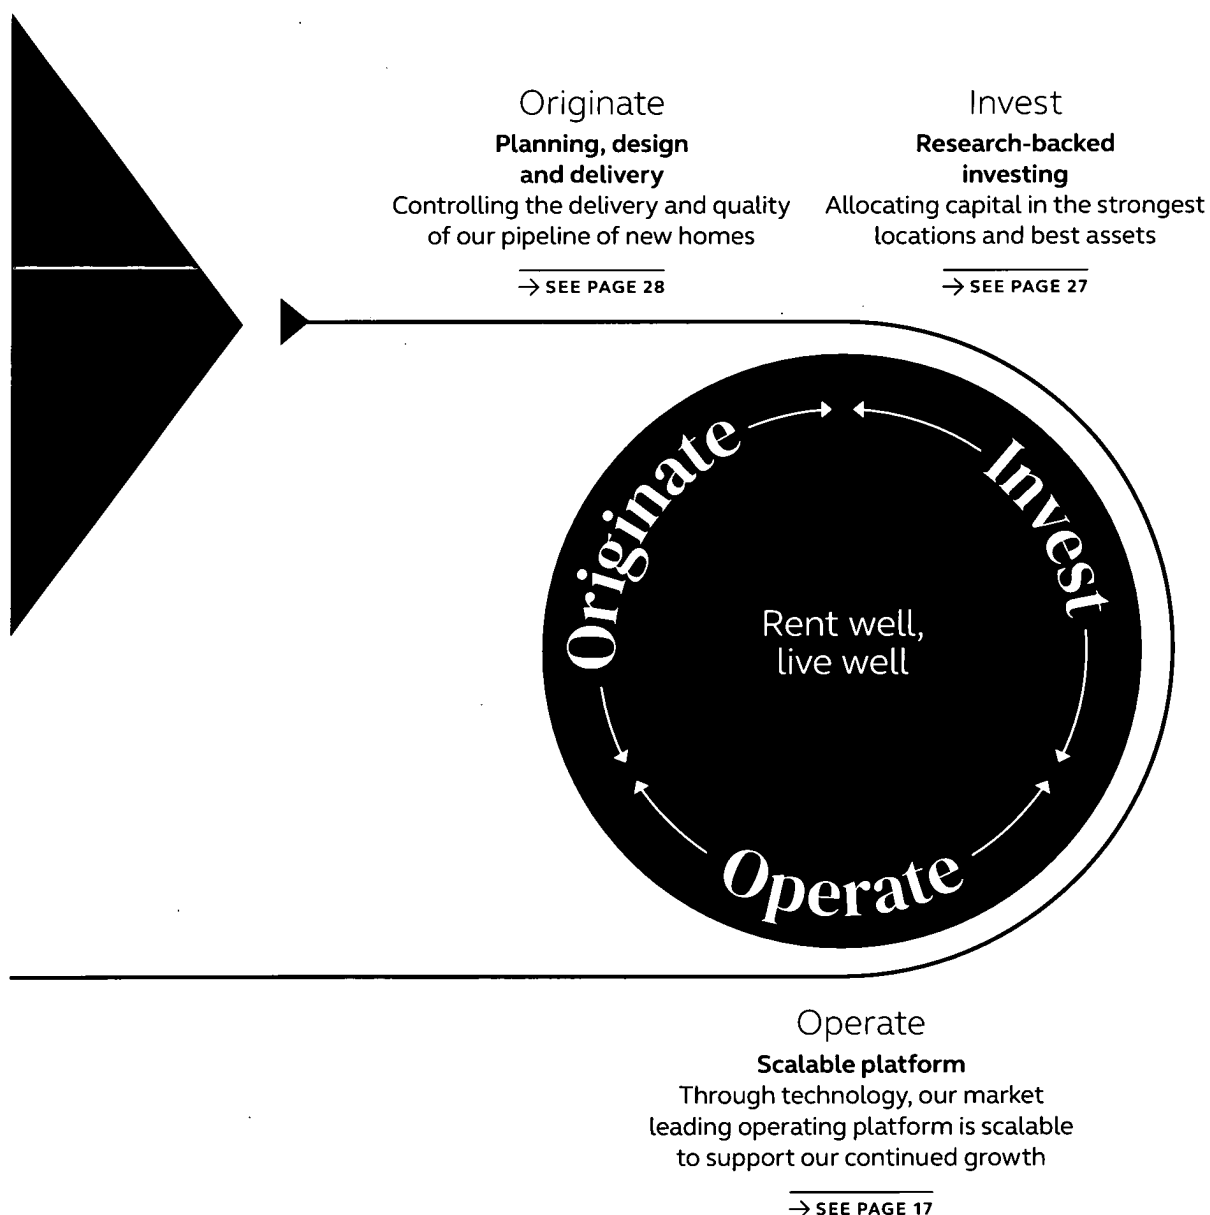 Originate
Planning, design
and delivery
Controlling the delivery and quality
of our pipeline of new homes
→ SEE PAGE 28
Invest
Research-backed
investing
Allocating capital in the strongest
locations and best assets
→ SEE PAGE 27
Originate
Invest
Rent well,
live well
Operate
Operate
Scalable platform
Through technology, our market
leading operating platform is scalable
to support our continued growth
→ SEE PAGE 17